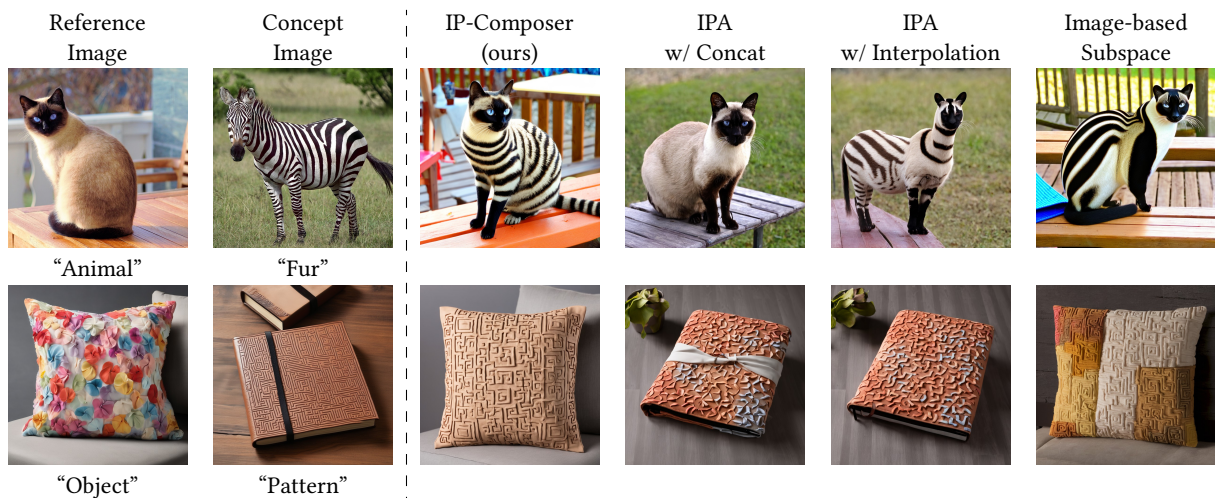 Reference
Image
Concept
Image
IP-Composer
(ours)
IPA
w/ Concat
IPA
w/ Interpolation
Image-based
Subspace
“Animal”
“Fur”
“Object”
“Pattern”